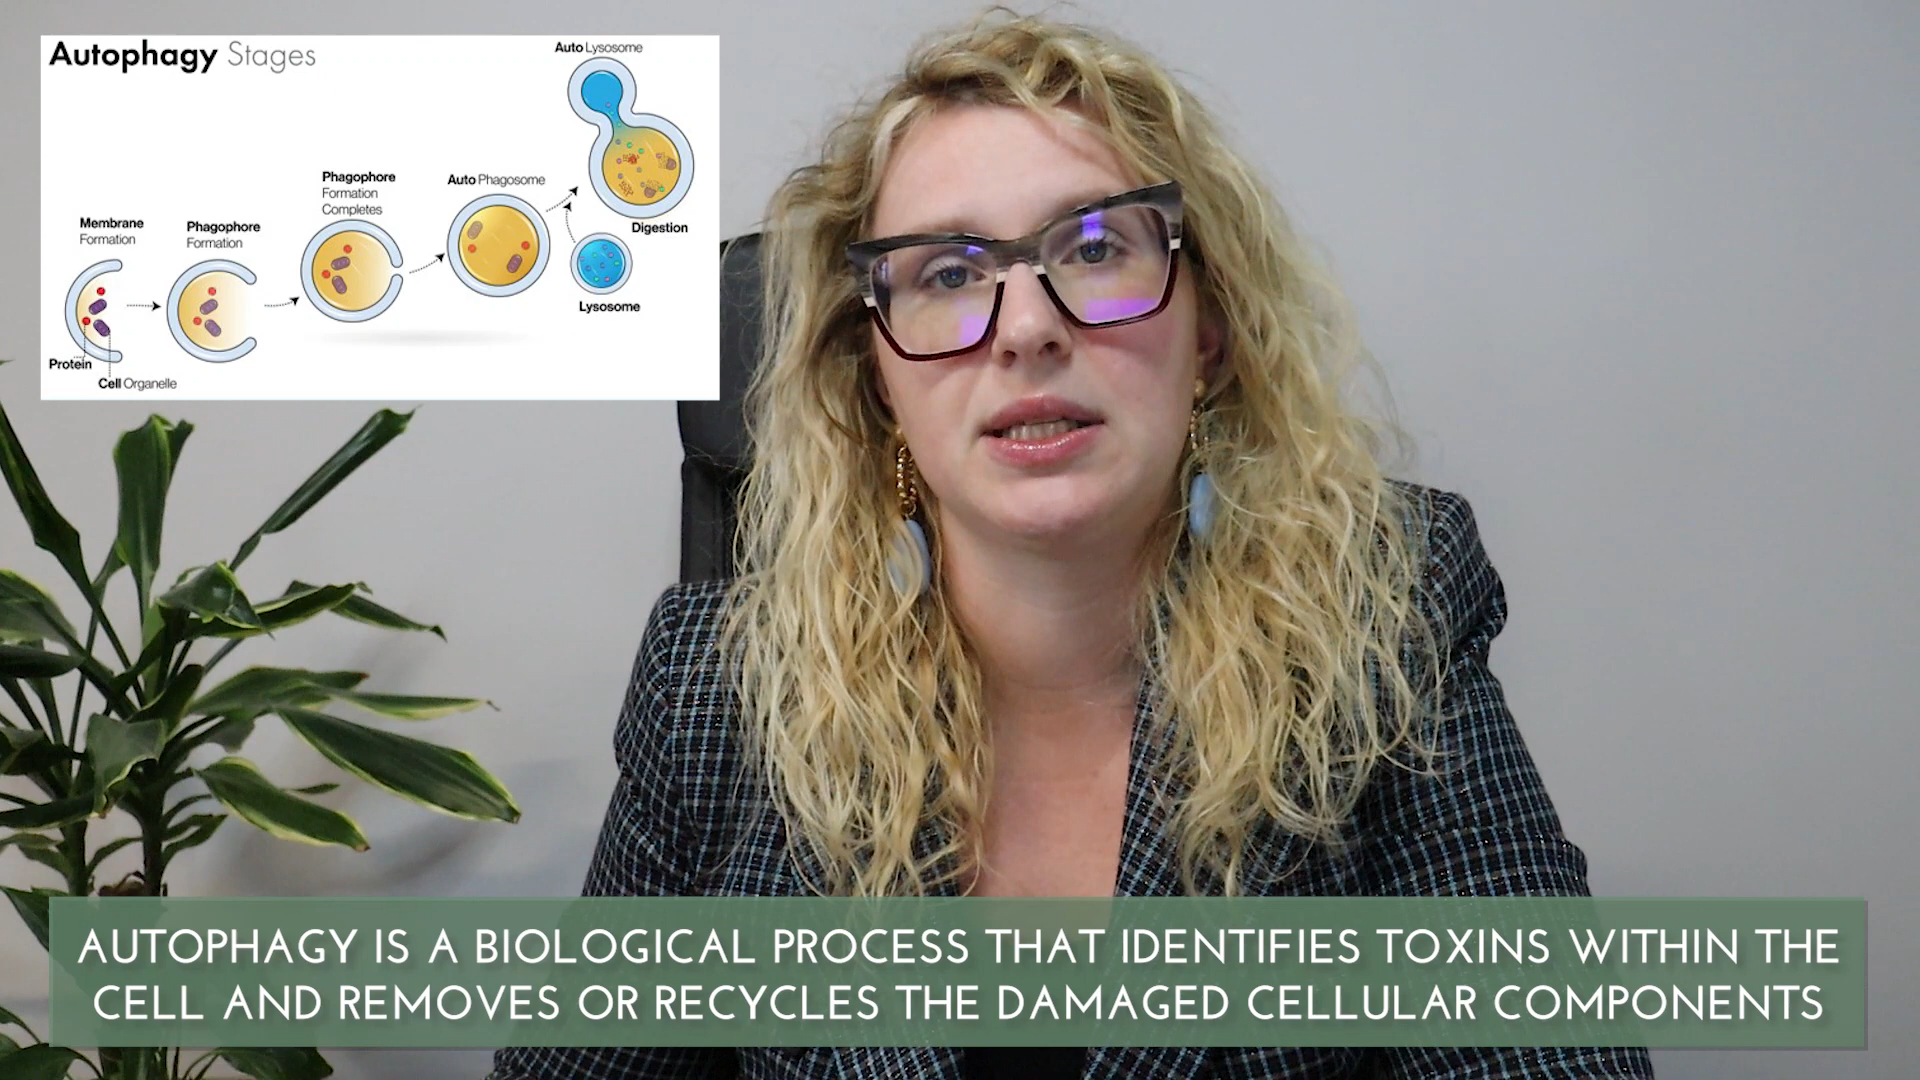 Autophagy Stages
Auto Lysosome
Phagophore
Formation
Completes
Auto Phagosome
Membrane
Formation
Phagophore
Formation
Digestion
Lysosome
Protein
Cell Organelle
AUTOPHAGY IS A BIOLOGICAL PROCESS THAT IDENTIFIES TOXINS WITHIN THE
CELL AND REMOVES OR RECYCLES THE DAMAGED CELLULAR COMPONENTS